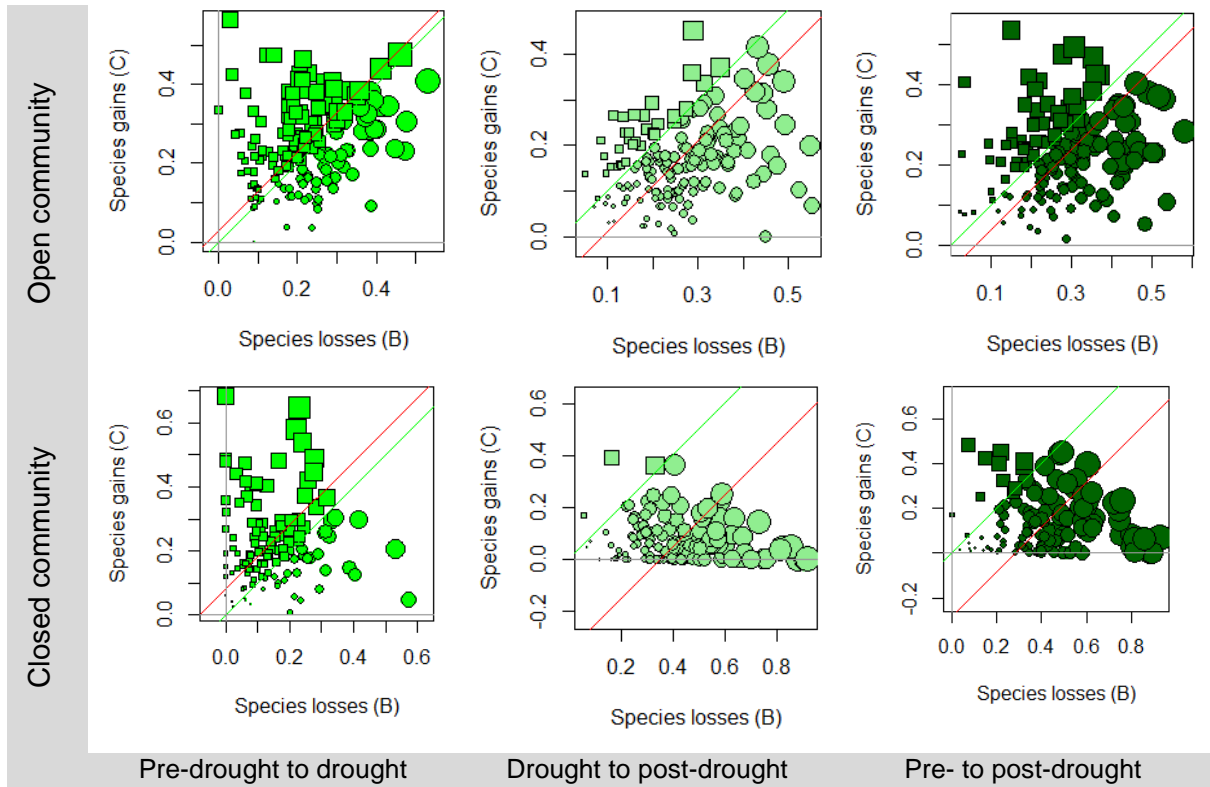 Open community
Species gains (C)
0.4
0.2
0.0
0.0 0.2 0.4
Species losses (B)
Species gains (C)
0.4
0.2
0.0
0.1 0.3 0.5
Species losses (B)
Species gains (C)
0.4
0.2
0.0
0.1 0.3 0.5
Species losses (B)
Closed community
Species gains (C)
0.6
0.4
0.2
0.0
0.0 0.2 0.4 0.6
Species losses (B)
Species gains (C)
0.6
0.4
0.2
0.0
-0.2
0.2 0.4 0.6 0.8
Species losses (B)
Species gains (C)
0.6
0.4
0.2
0.0
-0.2
0.0 0.2 0.4 0.6 0.8
Species losses (B)
Pre-drought to drought
Drought to post-drought
Pre- to post-drought